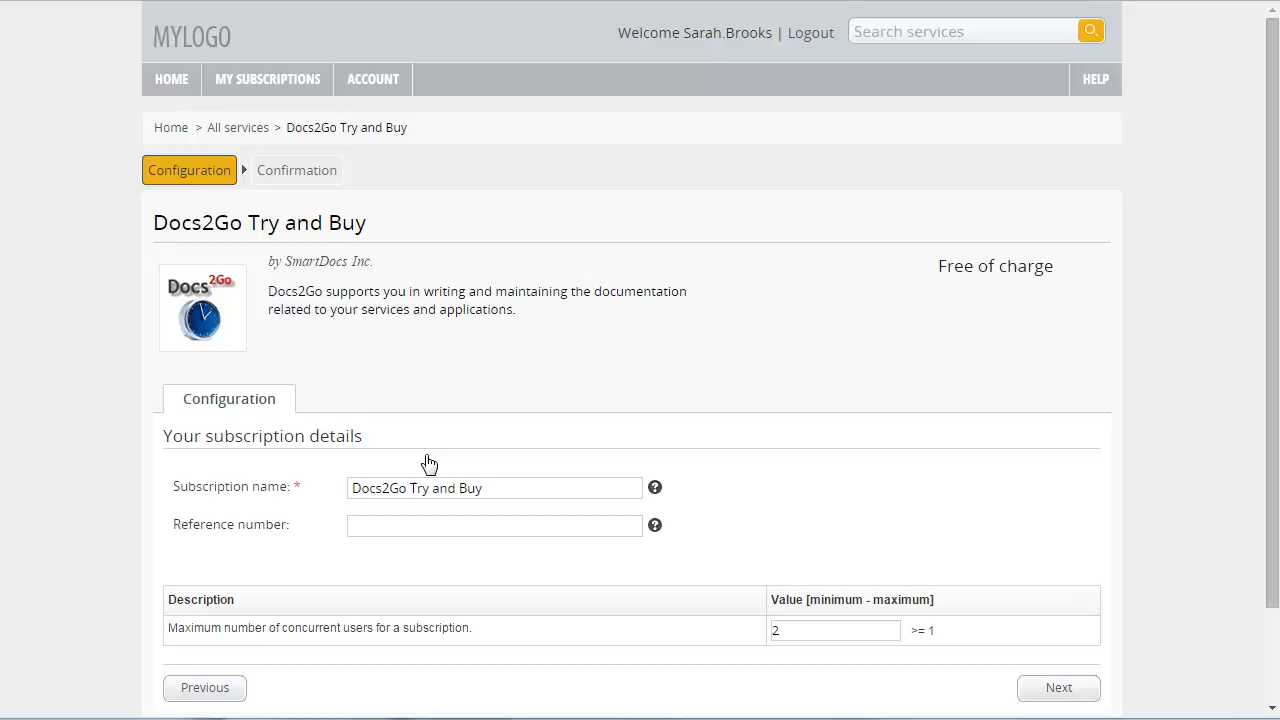 MYLOGO
Welcome Sarah.Brooks | Logout
Search services
HOME
MY SUBSCRIPTIONS
ACCOUNT
HELP
Home > All services > Docs2Go Try and Buy
Configuration
Confirmation
Docs2Go Try and Buy
Docs2Go
by SmartDocs Inc.
Free of charge
Docs2Go supports you in writing and maintaining the documentation
related to your services and applications.
Configuration
Your subscription details
Subscription name: *
Docs2Go Try and Buy
?
Reference number:
?
Description
Value [minimum - maximum]
Maximum number of concurrent users for a subscription.
2
>= 1
Previous
Next